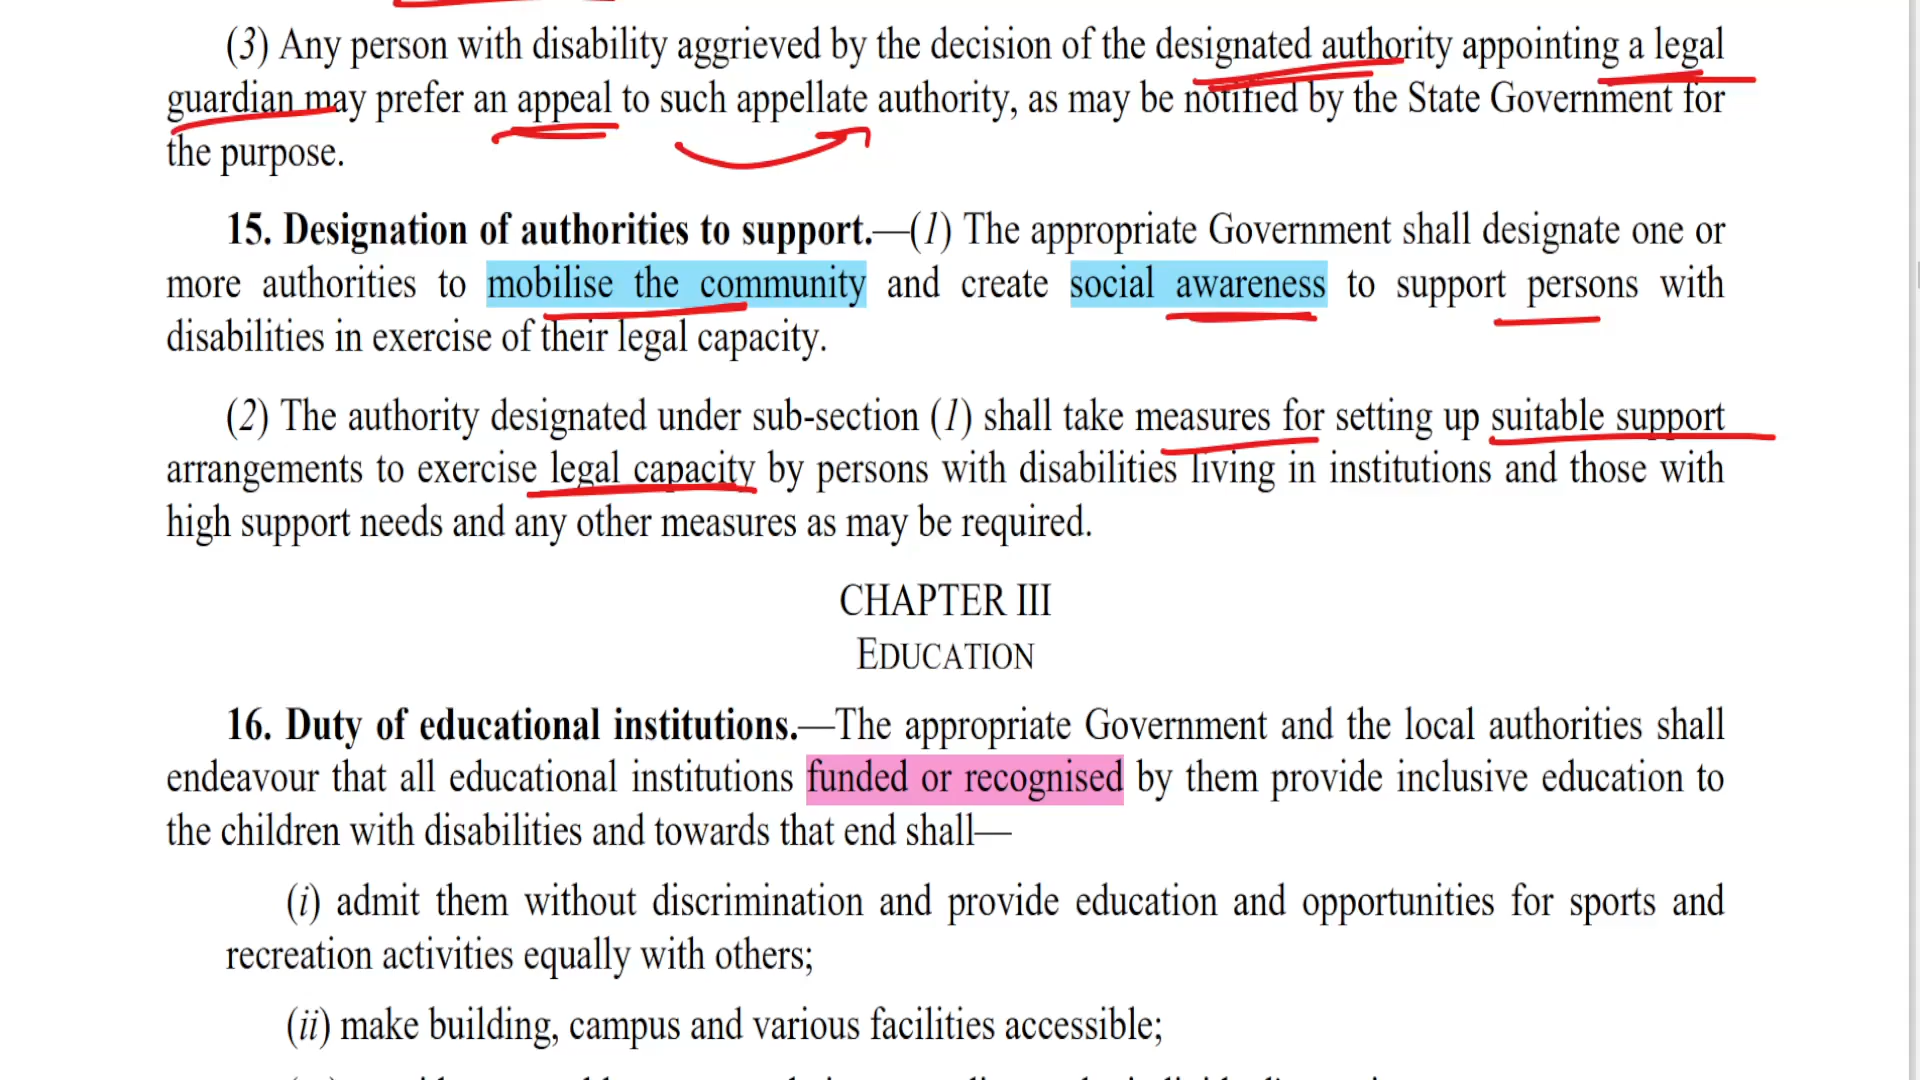 (3) Any person with disability aggrieved by the decision of the designated authority appointing a legal
guardian may prefer an appeal to such appellate authority, as may be notified by the State Government for
the purpose.
15. Designation of authorities to support.—(1) The appropriate Government shall designate one or
more authorities to mobilise the community and create social awareness to support persons with
disabilities in exercise of their legal capacity.
(2) The authority designated under sub-section (1) shall take measures for setting up suitable support
arrangements to exercise legal capacity by persons with disabilities living in institutions and those with
high support needs and any other measures as may be required.
CHAPTER III
EDUCATION
16. Duty of educational institutions.—The appropriate Government and the local authorities shall
endeavour that all educational institutions funded or recognised by them provide inclusive education to
the children with disabilities and towards that end shall—
(i) admit them without discrimination and provide education and opportunities for sports and
recreation activities equally with others;
(ii) make building, campus and various facilities accessible;